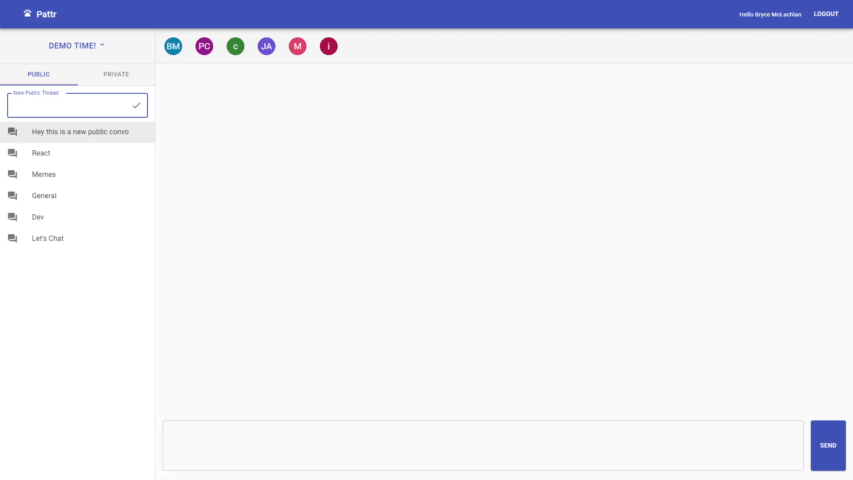 Pattr
Hello Bryce McLachlan
LOGOUT
DEMO TIME!
BM
PC
c
JA
M
i
PUBLIC
PRIVATE
New Public Thread
Hey this is a new public convo
React
Memes
General
Dev
Let's Chat
SEND